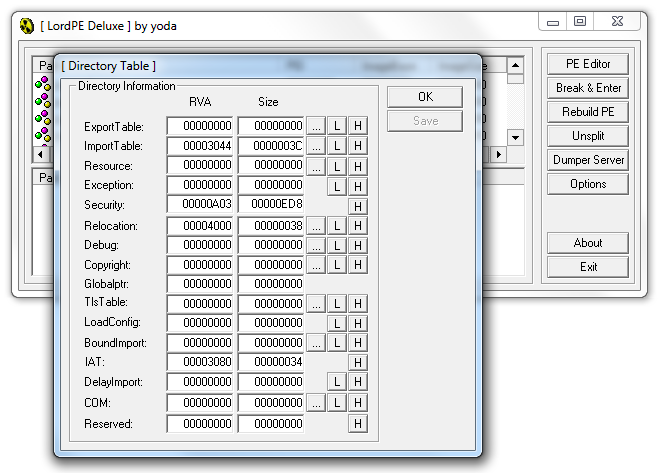 [ LordPE Deluxe ] by yoda
[ Directory Table ]
Directory Information
RVA Size
ExportTable: 00000000 00000000 ... L H
ImportTable: 00003044 0000003C ... L H
Resource: 00000000 00000000 ... L H
Exception: 00000000 00000000 L H
Security: 00000A03 00000ED8 H
Relocation: 00004000 00000038 ... L H
Debug: 00000000 00000000 ... L H
Copyright: 00000000 00000000 ... L H
Globalptr: 00000000 00000000
TlsTable: 00000000 00000000 ... L H
LoadConfig: 00000000 00000000 L H
BoundImport: 00000000 00000000 ... L H
IAT: 00003080 00000034 H
DelayImport: 00000000 00000000 L H
COM: 00000000 00000000 ... L H
Reserved: 00000000 00000000 H
OK
Save
PE Editor
Break & Enter
Rebuild PE
Unsplit
Dumper Server
Options
About
Exit